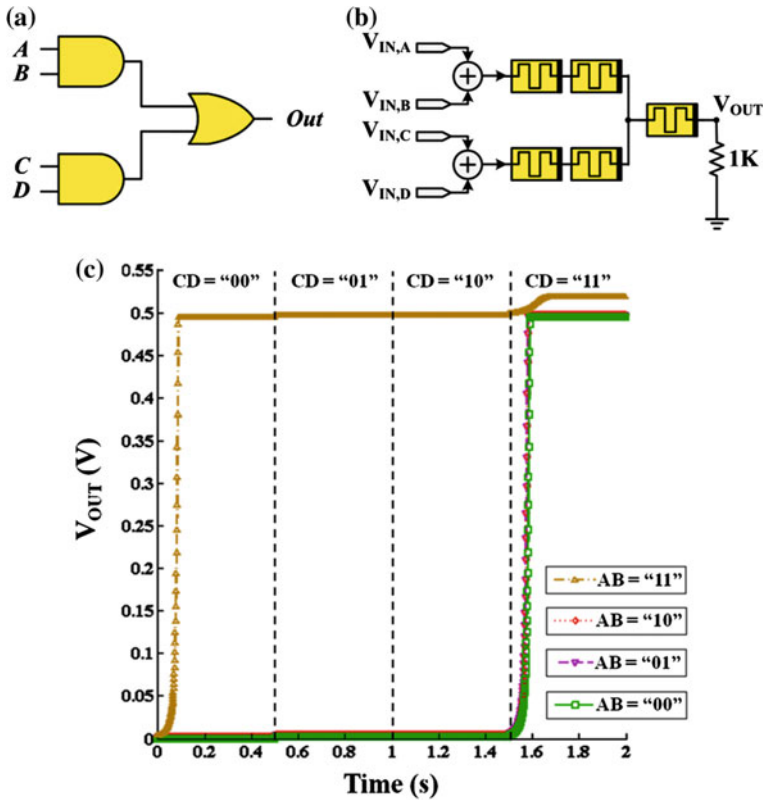 (a)
A
B
C
D
Out
(b)
V_IN,A
V_IN,B
V_IN,C
V_IN,D
V_OUT
1K
(c)
CD = “00”
CD = “01”
CD = “10”
CD = “11”
0.55
0.5
0.45
0.4
0.35
0.3
0.25
0.2
0.15
0.1
0.05
0
V_OUT (V)
AB = “11”
AB = “10”
AB = “01”
AB = “00”
0 0.2 0.4 0.6 0.8 1 1.2 1.4 1.6 1.8 2
Time (s)